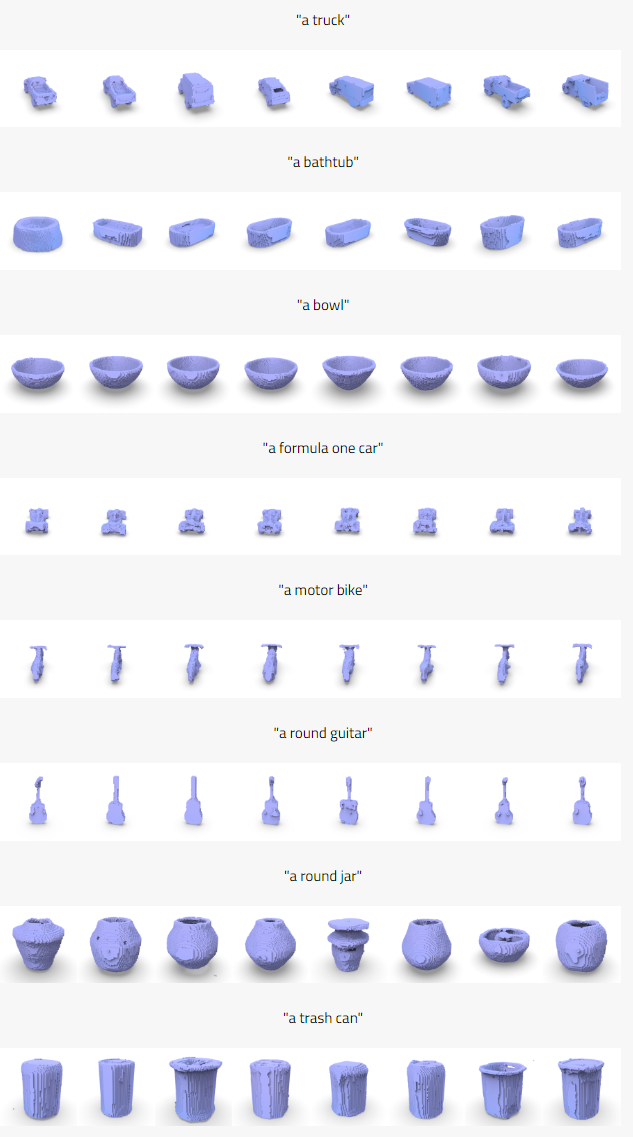 "a truck"
"a bathtub"
"a bowl"
"a formula one car"
"a motor bike"
"a round guitar"
"a round jar"
"a trash can"